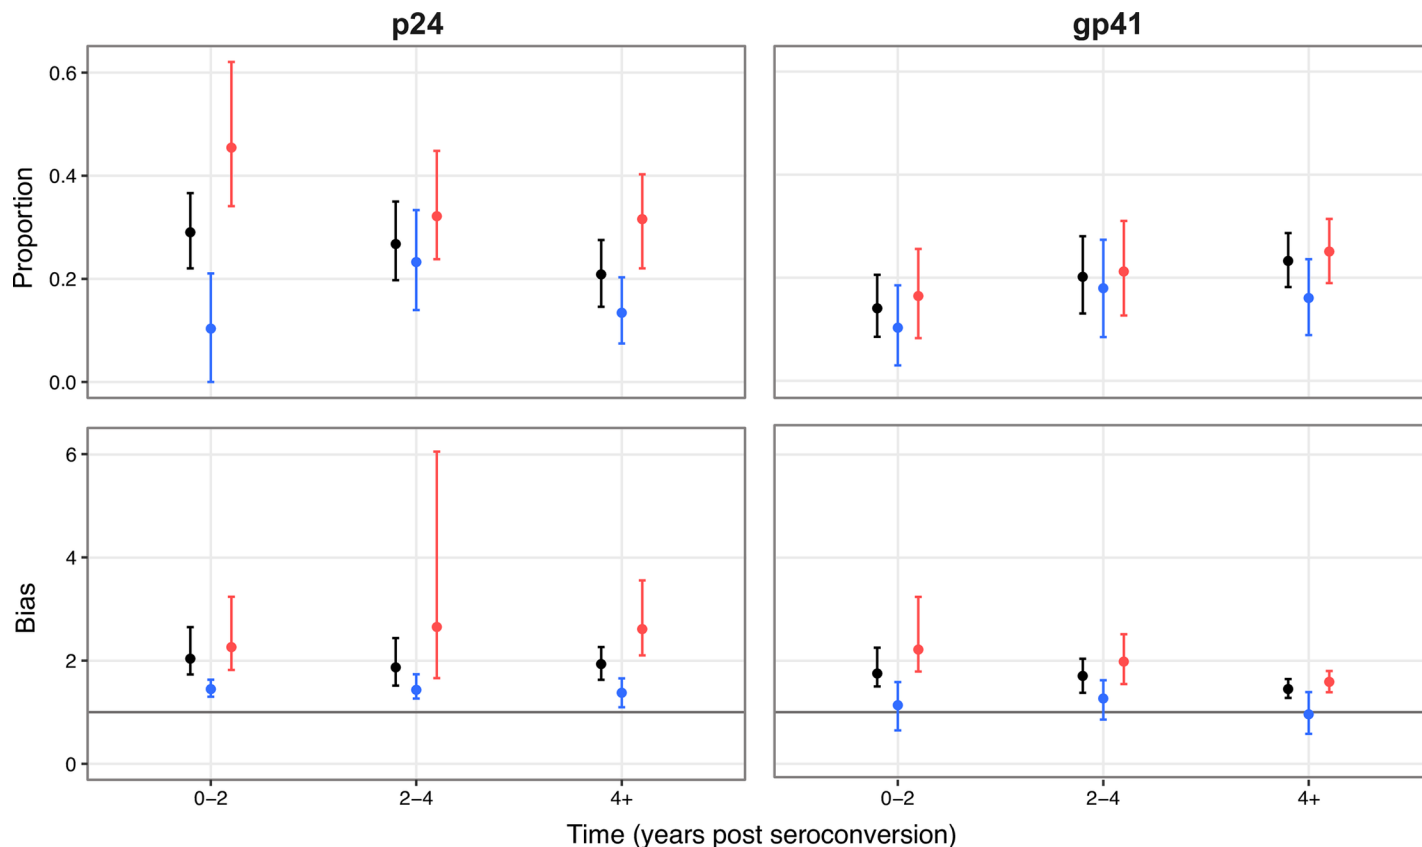 p24 gp41
Proportion
0.6
0.4
0.2
0.0
Bias
6
4
2
0
0–2 2–4 4+ 0–2 2–4 4+
Time (years post seroconversion)